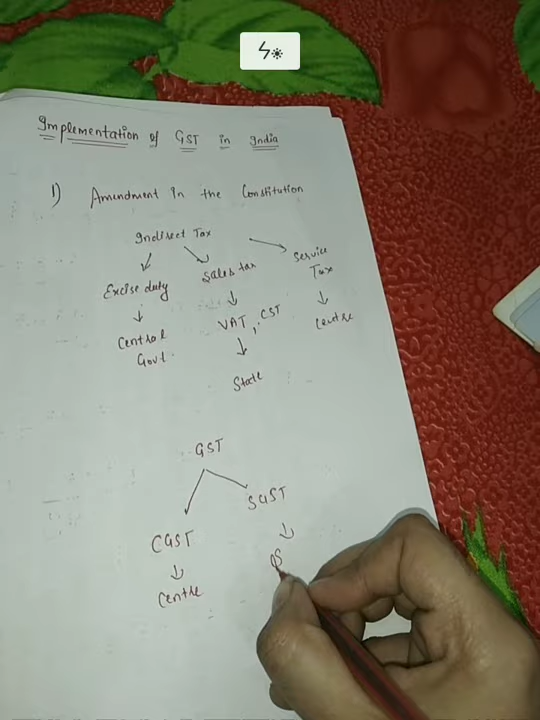 Implementation of GST in India
1) Amendment in the Constitution
Indirect Tax
Excise duty
Central
Govt.
Sales tax
VAT, CST
State
Service
Tax
Centre
GST
CGST
Centre
SGST
S